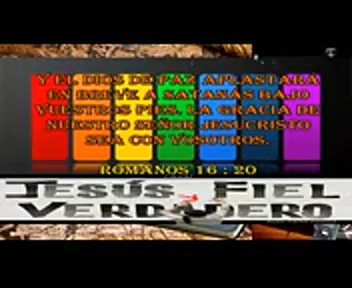 Y EL DIOS DE PAZ APLASTARÁ
EN BREVE A SATANÁS BAJO
VUESTROS PIES. LA GRACIA DE
NUESTRO SEÑOR JESUCRISTO
SEA CON VOSOTROS.
ROMANOS 16 : 20
JESÚS FIEL
VERDADERO